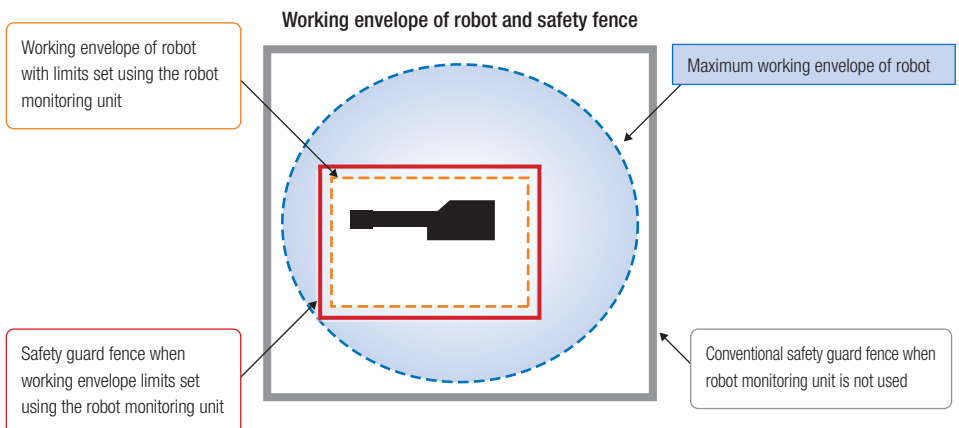 Working envelope of robot and safety fence
Working envelope of robot
with limits set using the robot
monitoring unit
Maximum working envelope of robot
Safety guard fence when
working envelope limits set
using the robot monitoring unit
Conventional safety guard fence when
robot monitoring unit is not used